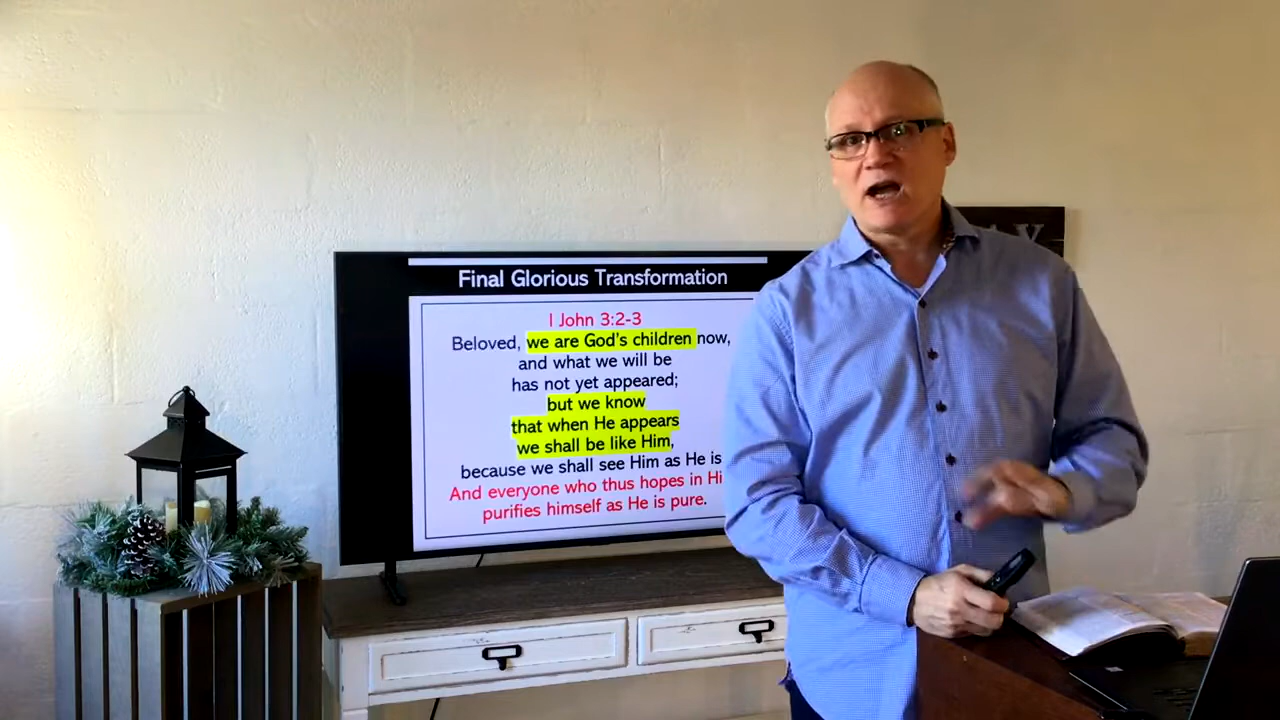 Final Glorious Transformation
I John 3:2-3
Beloved, we are God's children now,
and what we will be
has not yet appeared;
but we know
that when He appears
we shall be like Him,
because we shall see Him as He is
And everyone who thus hopes in Hi
purifies himself as He is pure.